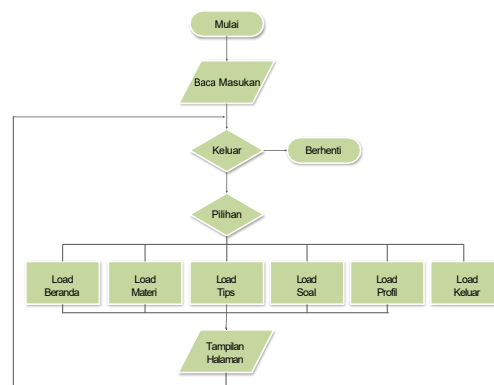 Mulai
Baca Masukan
Keluar
Berhenti
Pilihan
Load
Beranda
Load
Materi
Load
Tips
Load
Soal
Load
Profil
Load
Keluar
Tampilan
Halaman